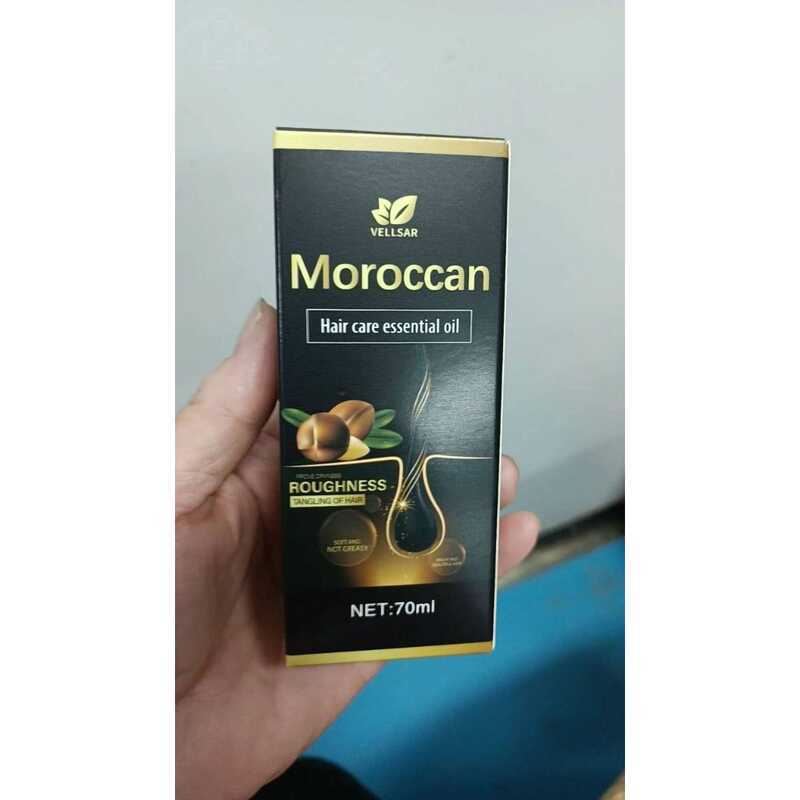 VELLSAR
Moroccan
Hair care essential oil
ROUGHNESS
TANGLING OF HAIR
SOFT AND
NOT GREASY
NET:70ml